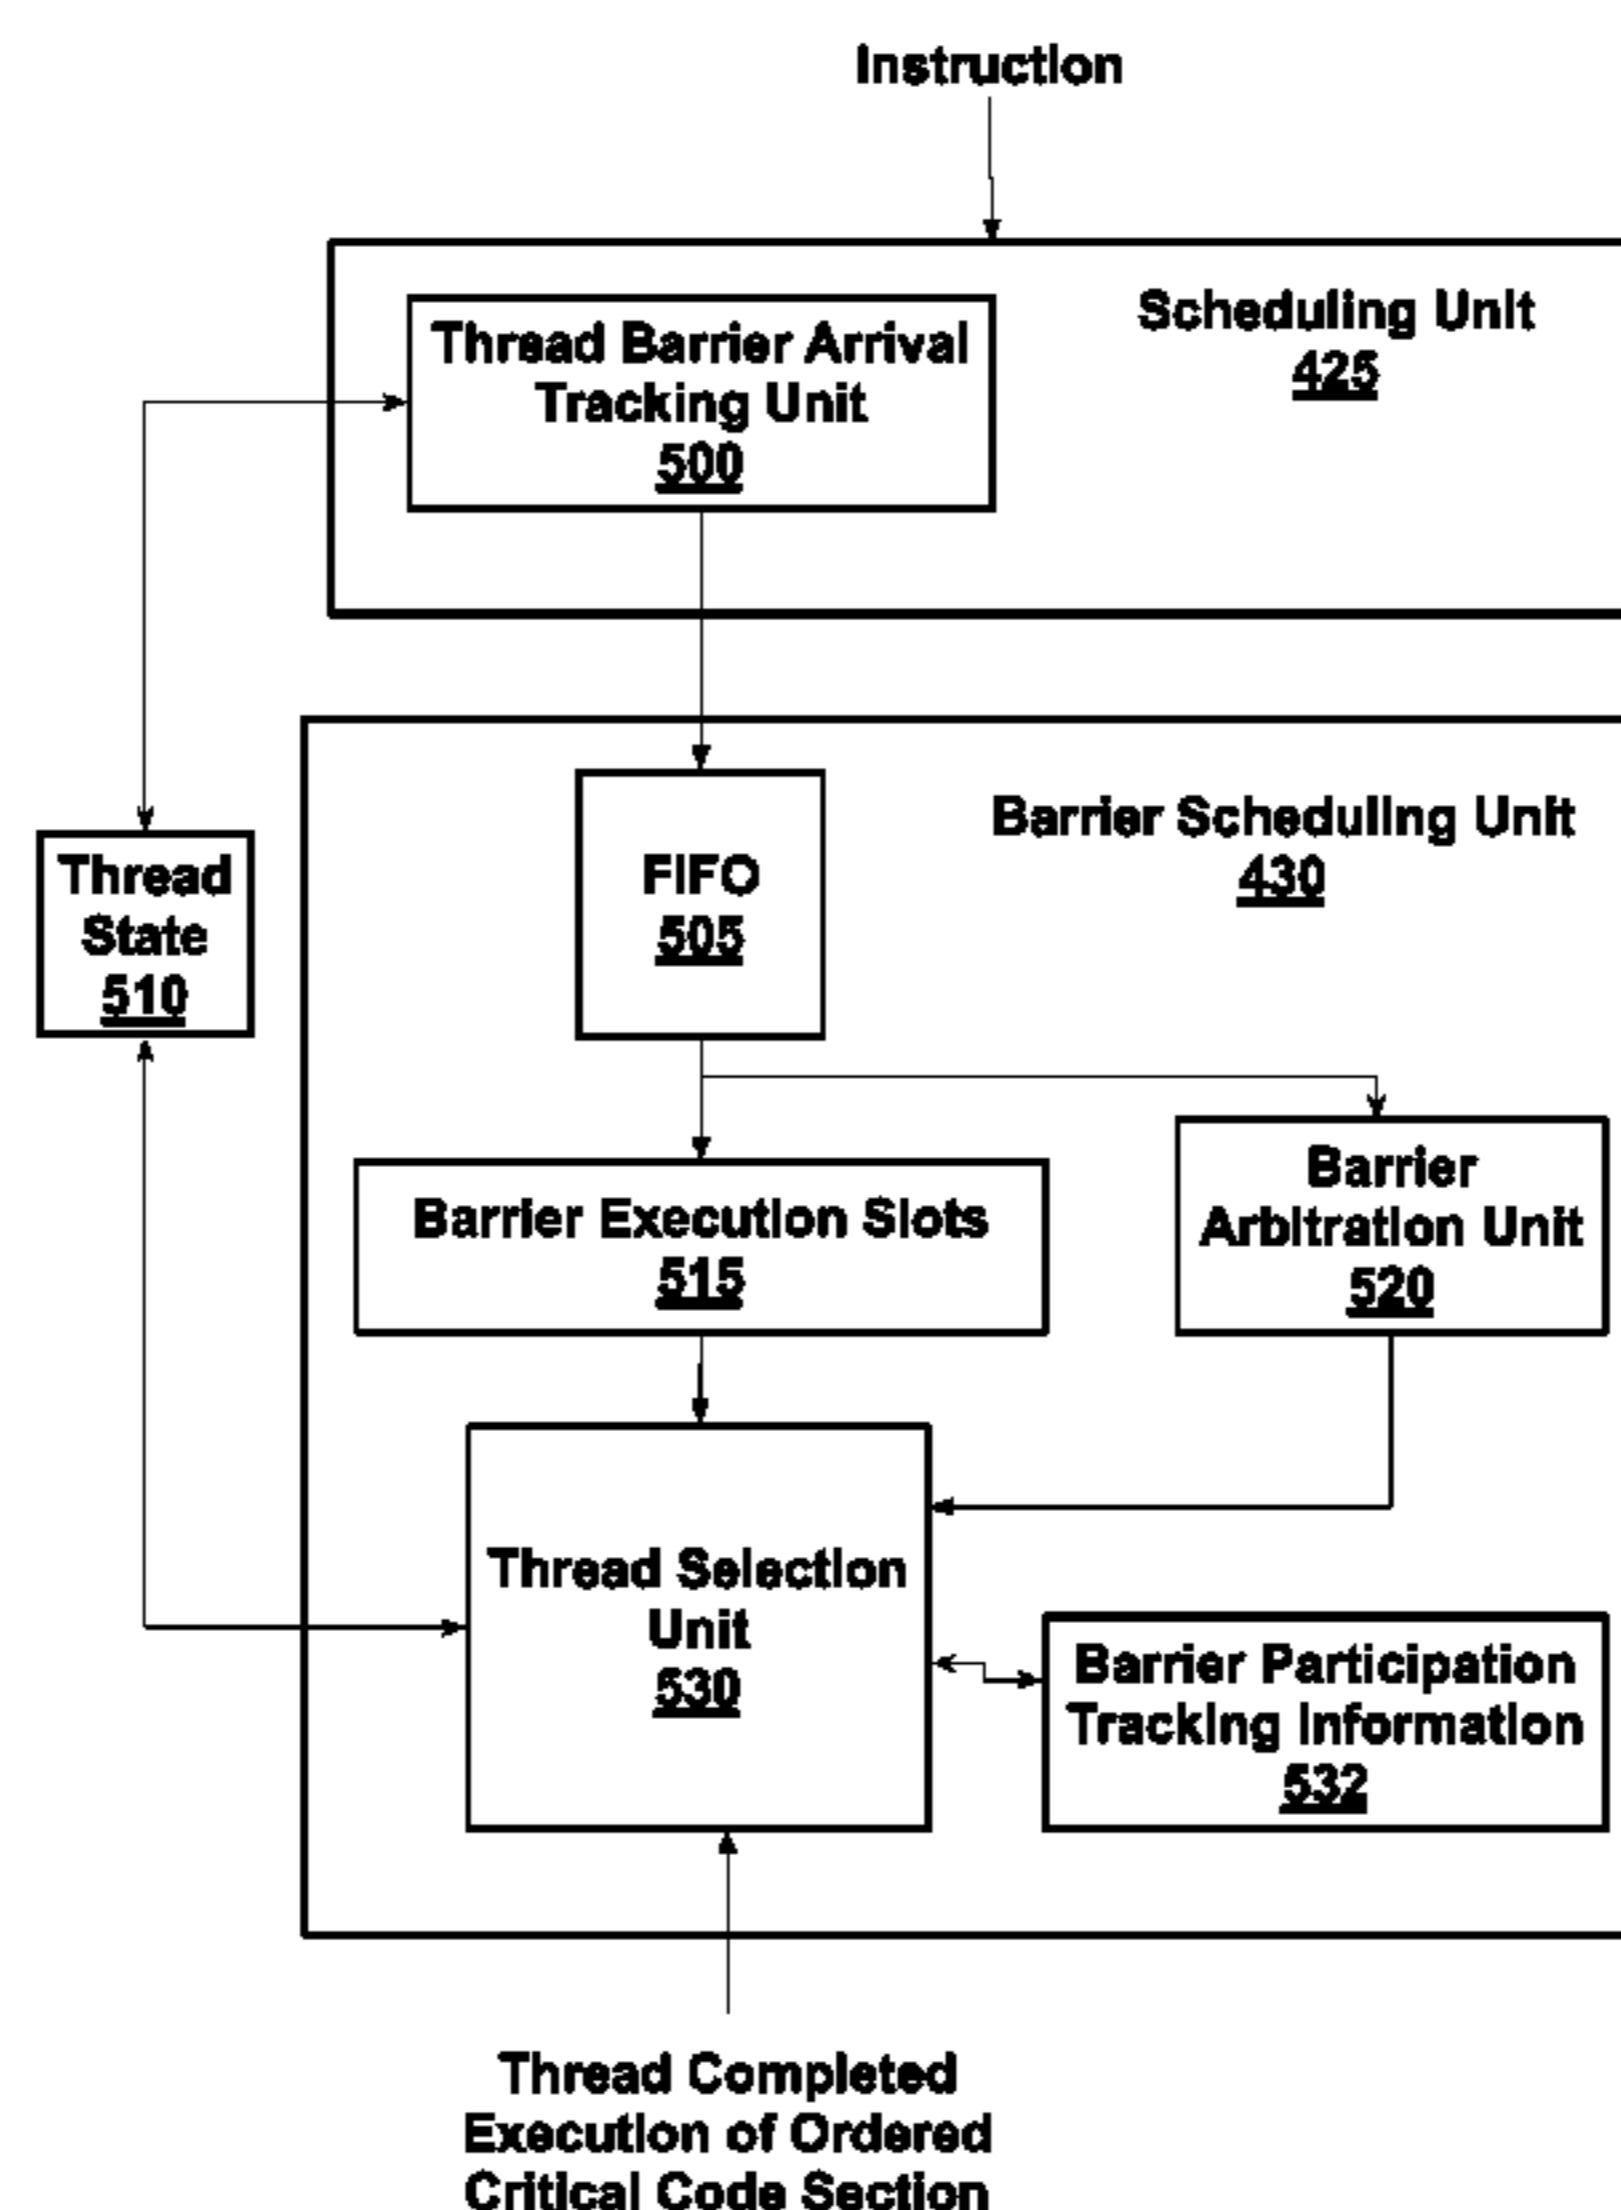 Instruction
Scheduling Unit
425
Thread Barrier Arrival
Tracking Unit
500
Barrier Scheduling Unit
430
FIFO
505
Thread
State
510
Barrier Execution Slots
515
Barrier
Arbitration Unit
520
Thread Selection
Unit
530
Barrier Participation
Tracking Information
532
Thread Completed
Execution of Ordered
Critical Code Section